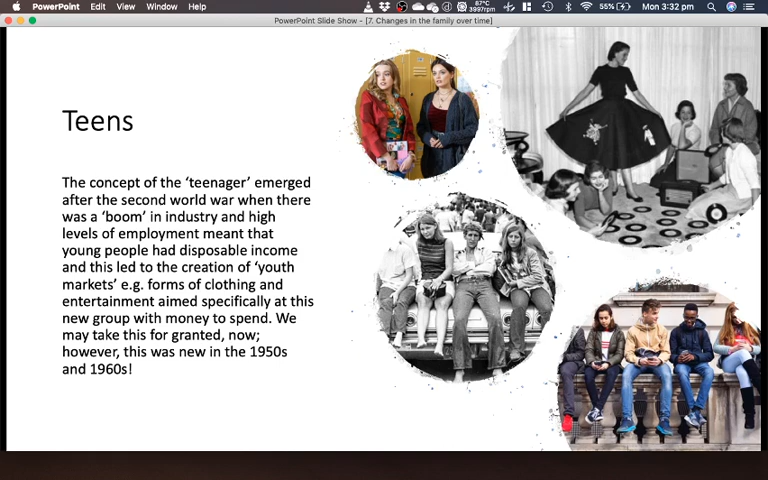 PowerPoint Edit View Window Help
87°C
3997rpm
55% Mon 3:32 pm
PowerPoint Slide Show - [7. Changes in the family over time]
Teens
The concept of the ‘teenager’ emerged
after the second world war when there
was a ‘boom’ in industry and high
levels of employment meant that
young people had disposable income
and this led to the creation of ‘youth
markets’ e.g. forms of clothing and
entertainment aimed specifically at this
new group with money to spend. We
may take this for granted, now;
however, this was new in the 1950s
and 1960s!